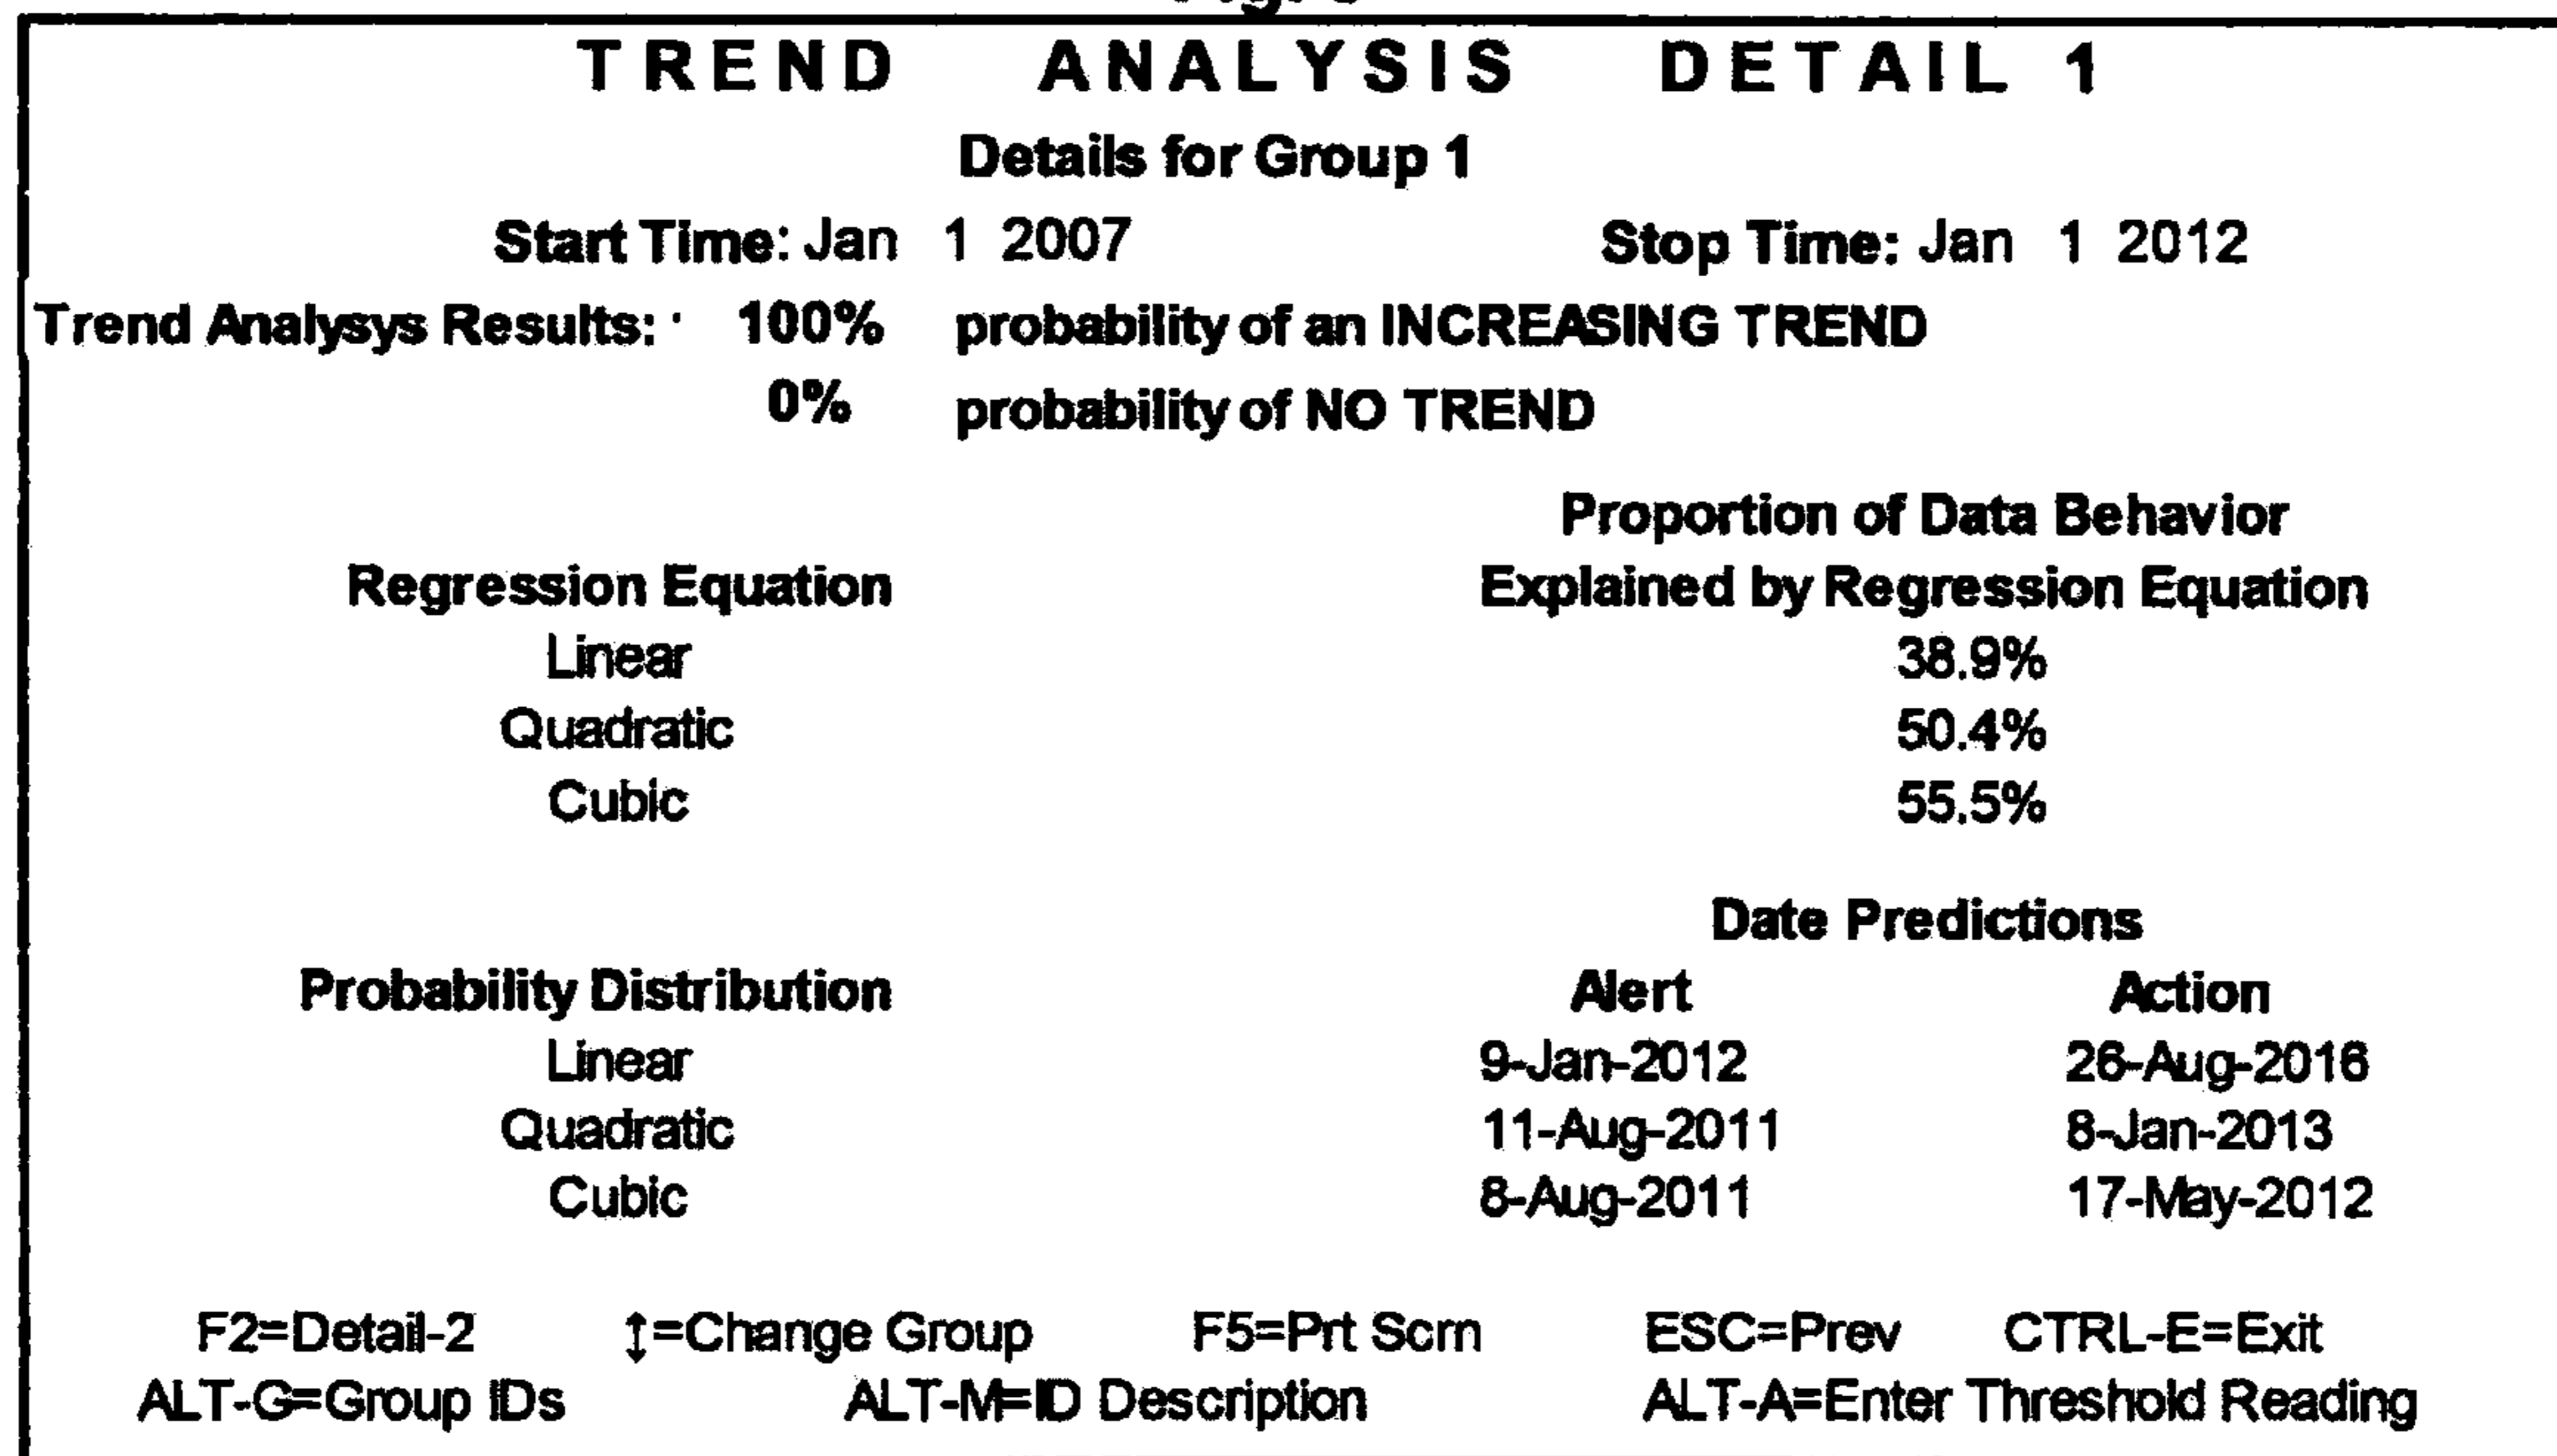 TREND ANALYSIS DETAIL 1
Details for Group 1
Start Time: Jan 1 2007 Stop Time: Jan 1 2012
Trend Analysys Results: 100% probability of an INCREASING TREND
0% probability of NO TREND
Proportion of Data Behavior
Regression Equation Explained by Regression Equation
Linear 38.9%
Quadratic 50.4%
Cubic 55.5%
Date Predictions
Probability Distribution Alert Action
Linear 9-Jan-2012 26-Aug-2016
Quadratic 11-Aug-2011 8-Jan-2013
Cubic 8-Aug-2011 17-May-2012
F2=Detail-2 ↕=Change Group F5=Prt Scrn ESC=Prev CTRL-E=Exit
ALT-G=Group IDs ALT-M=ID Description ALT-A=Enter Threshold Reading